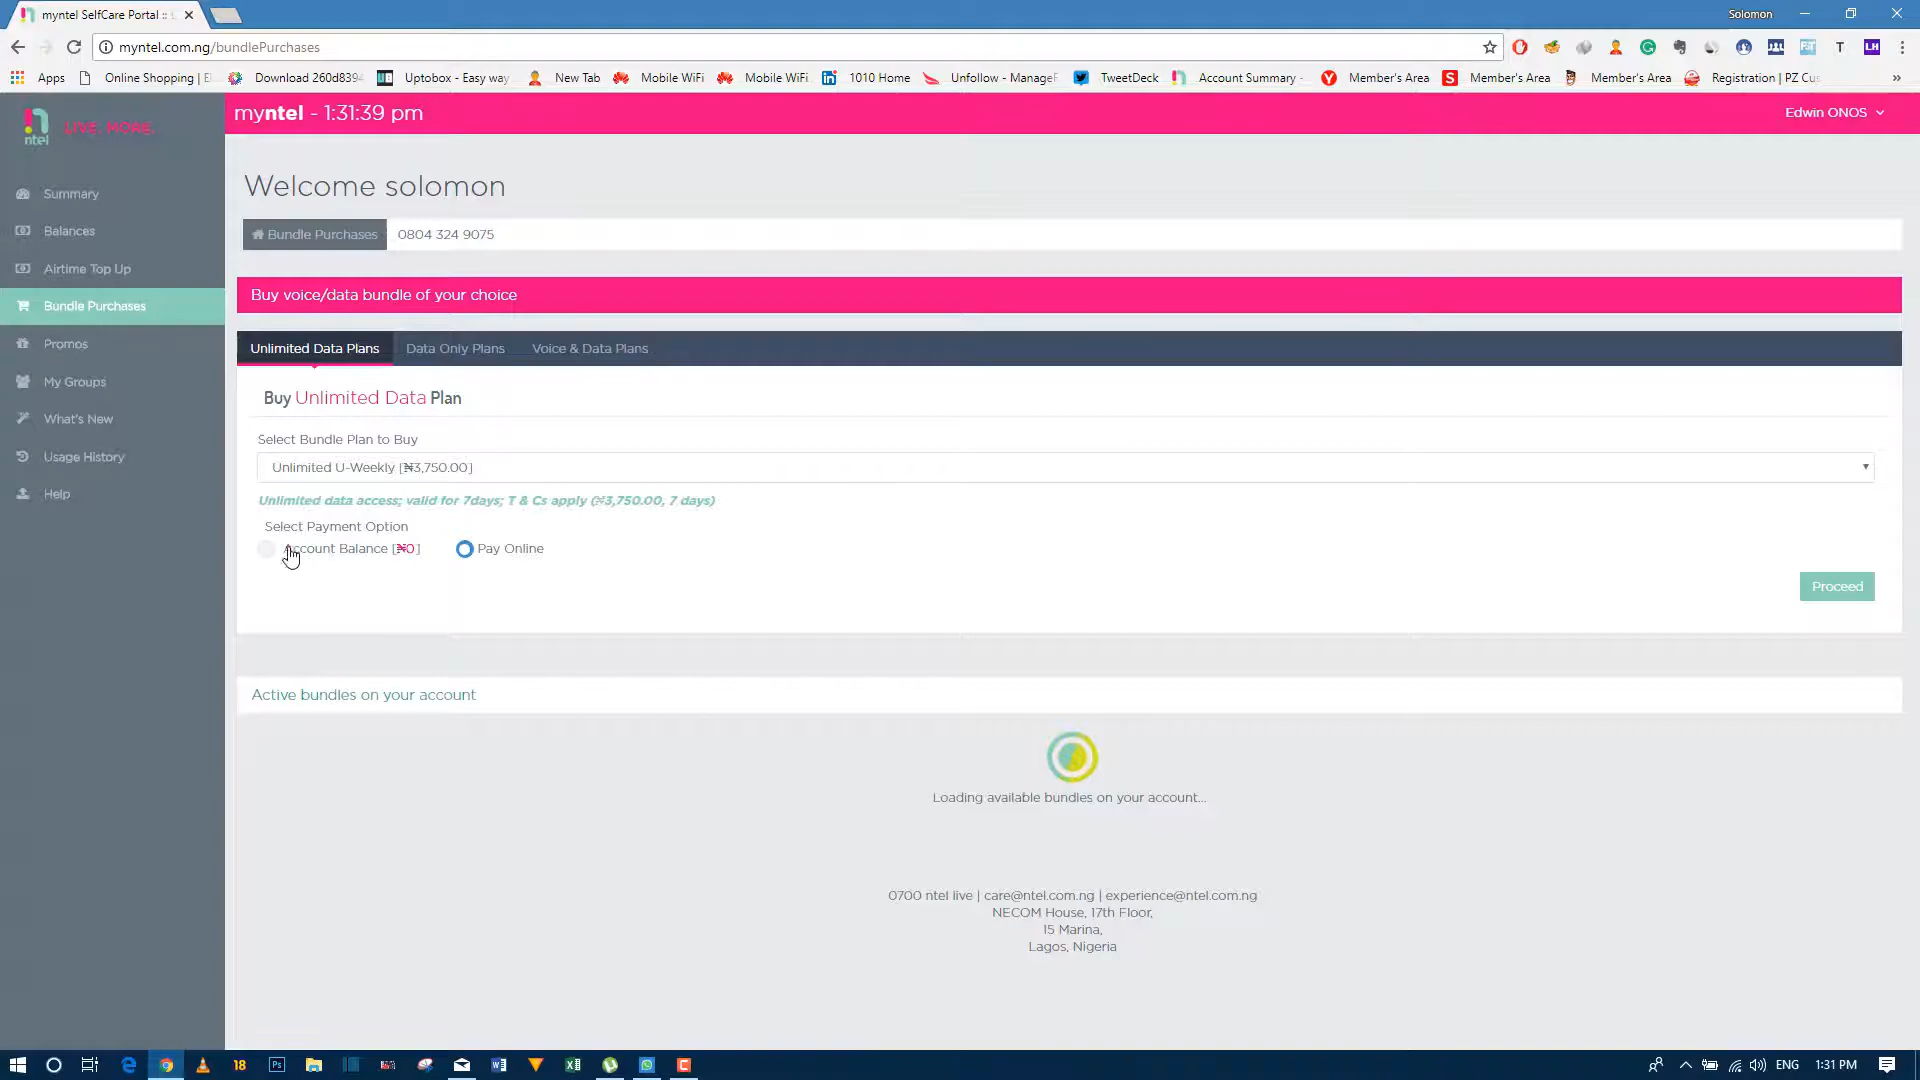 myntel SelfCare Portal ::
Solomon
myntel.com.ng/bundlePurchases
Apps
Online Shopping |
Download 260d8394
Uptobox - Easy way
New Tab
Mobile WiFi
Mobile WiFi
1010 Home
Unfollow - ManageF
TweetDeck
Account Summary -
Member's Area
Member's Area
Member's Area
Registration | PZ Cus
»
ntel
LIVE. MORE.
myntel - 1:31:39 pm
Edwin ONOS
Summary
Balances
Airtime Top Up
Bundle Purchases
Promos
My Groups
What's New
Usage History
Help
Welcome solomon
Bundle Purchases
0804 324 9075
Buy voice/data bundle of your choice
Unlimited Data Plans
Data Only Plans
Voice & Data Plans
Buy Unlimited Data Plan
Select Bundle Plan to Buy
Unlimited U-Weekly [₦3,750.00]
Unlimited data access; valid for 7days; T & Cs apply (₦3,750.00, 7 days)
Select Payment Option
Account Balance [₦0]
Pay Online
Proceed
Active bundles on your account
Loading available bundles on your account...
0700 ntel live | care@ntel.com.ng | experience@ntel.com.ng
NECOM House, 17th Floor,
15 Marina,
Lagos, Nigeria
18
Ps
ENG
1:31 PM